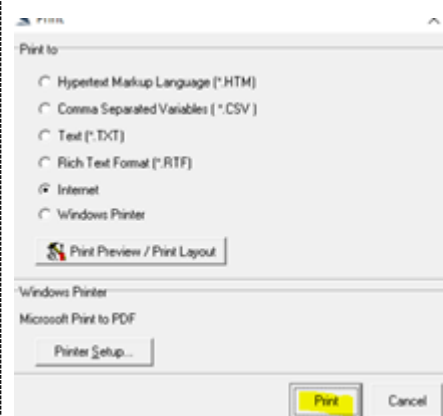 Print
Print to
Hypertext Markup Language (*.HTM)
Comma Separated Variables ( *.CSV )
Text (*.TXT)
Rich Text Format (*.RTF)
Internet
Windows Printer
Print Preview / Print Layout
Windows Printer
Microsoft Print to PDF
Printer Setup...
Print Cancel